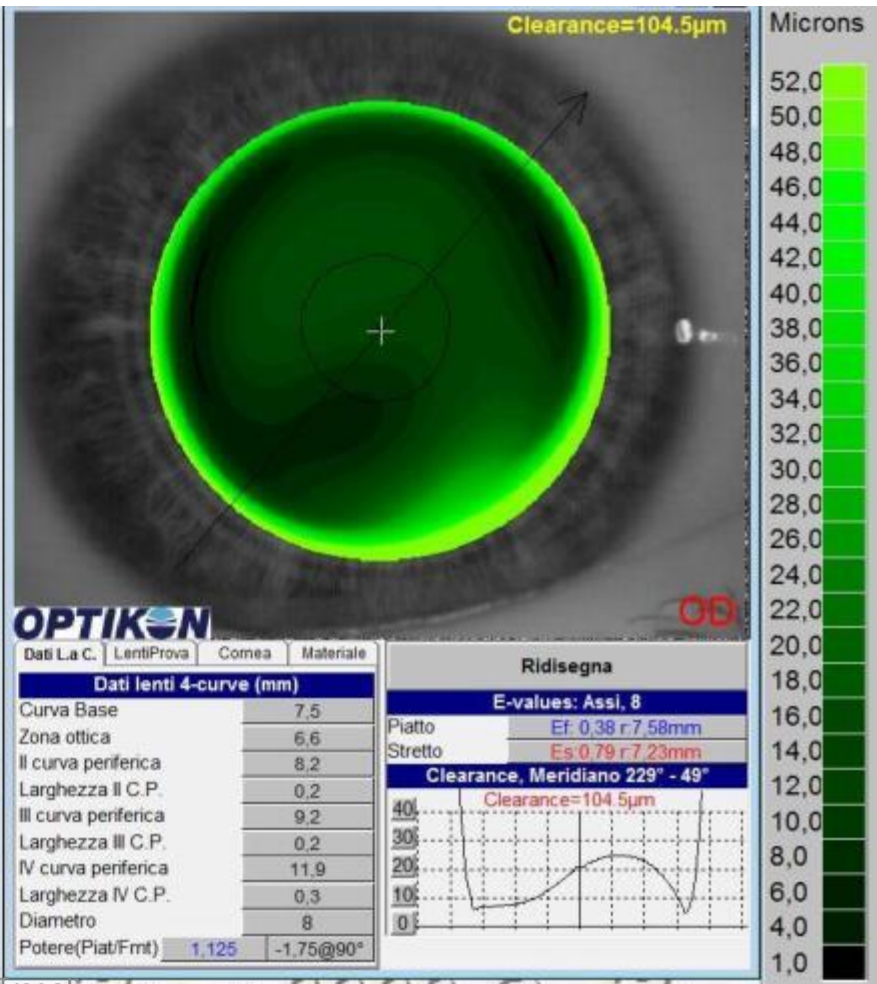 Clearance=104.5µm
Microns
52,0
50,0
48,0
46,0
44,0
42,0
40,0
38,0
36,0
34,0
32,0
30,0
28,0
26,0
24,0
22,0
20,0
18,0
16,0
14,0
12,0
10,0
8,0
6,0
4,0
1,0
OD
OPTIKON
Dati L.a C. LentiProva Cornea Materiale
Dati lenti 4-curve (mm)
Curva Base 7,5
Zona ottica 6,6
II curva periferica 8,2
Larghezza II C.P. 0,2
III curva periferica 9,2
Larghezza III C.P. 0,2
IV curva periferica 11,9
Larghezza IV C.P. 0,3
Diametro 8
Potere(Piat/Frnt) 1,125 -1,75@90°
Ridisegna
E-values: Assi, 8
Piatto Ef: 0,38 r:7,58mm
Stretto Es:0,79 r:7,23mm
Clearance, Meridiano 229° - 49°
Clearance=104.5µm
40
30
20
10
0